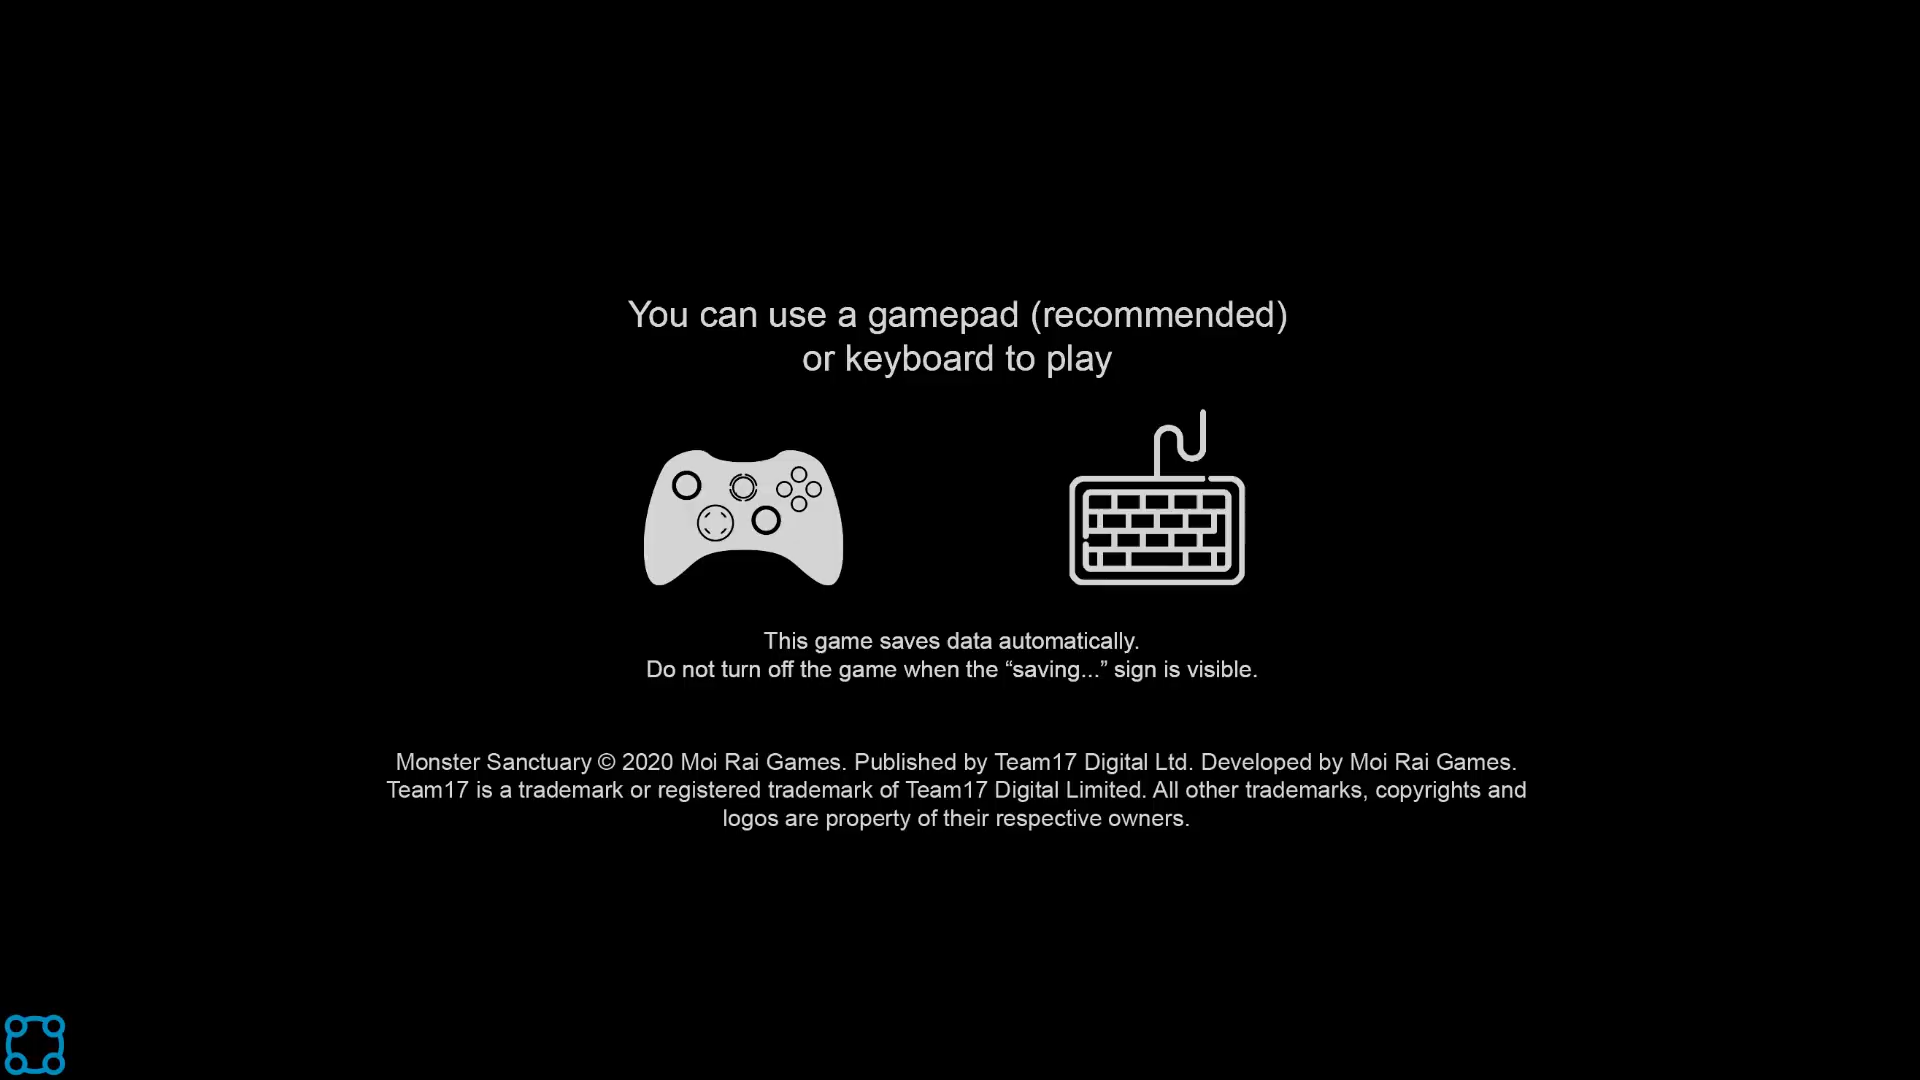 You can use a gamepad (recommended)
or keyboard to play
This game saves data automatically.
Do not turn off the game when the “saving...” sign is visible.
Monster Sanctuary © 2020 Moi Rai Games. Published by Team17 Digital Ltd. Developed by Moi Rai Games.
Team17 is a trademark or registered trademark of Team17 Digital Limited. All other trademarks, copyrights and
logos are property of their respective owners.